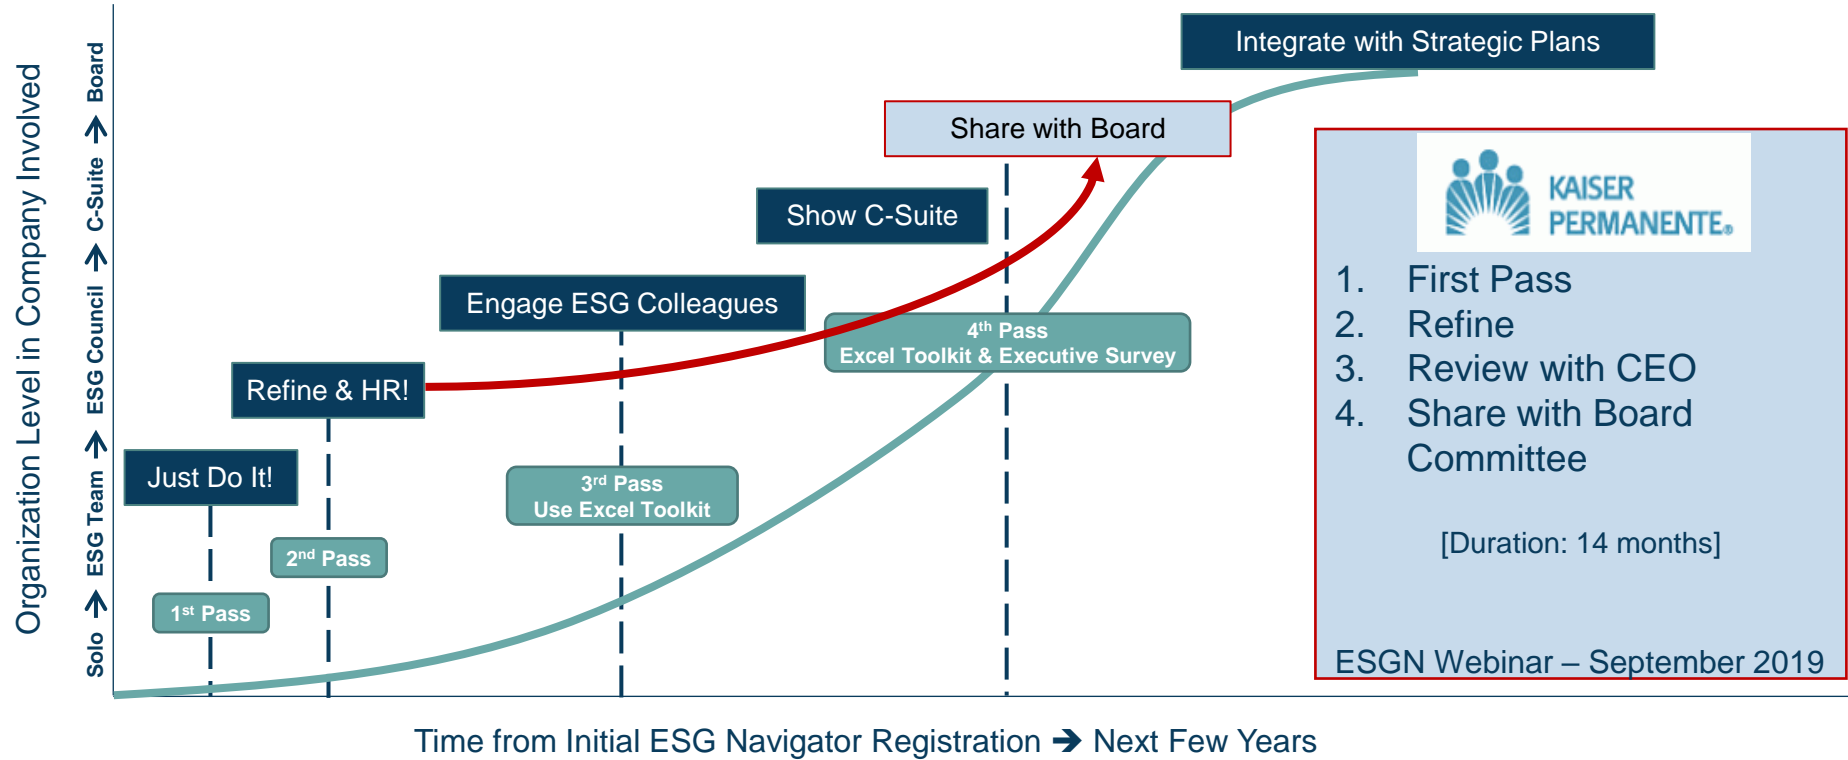 Organization Level in Company Involved
Solo → ESG Team → ESG Council → C-Suite → Board
Integrate with Strategic Plans
Share with Board
Show C-Suite
Engage ESG Colleagues
Refine & HR!
Just Do It!
4th Pass
Excel Toolkit & Executive Survey
3rd Pass
Use Excel Toolkit
2nd Pass
1st Pass
KAISER
PERMANENTE®
1. First Pass
2. Refine
3. Review with CEO
4. Share with Board
Committee
[Duration: 14 months]
ESGN Webinar – September 2019
Time from Initial ESG Navigator Registration → Next Few Years